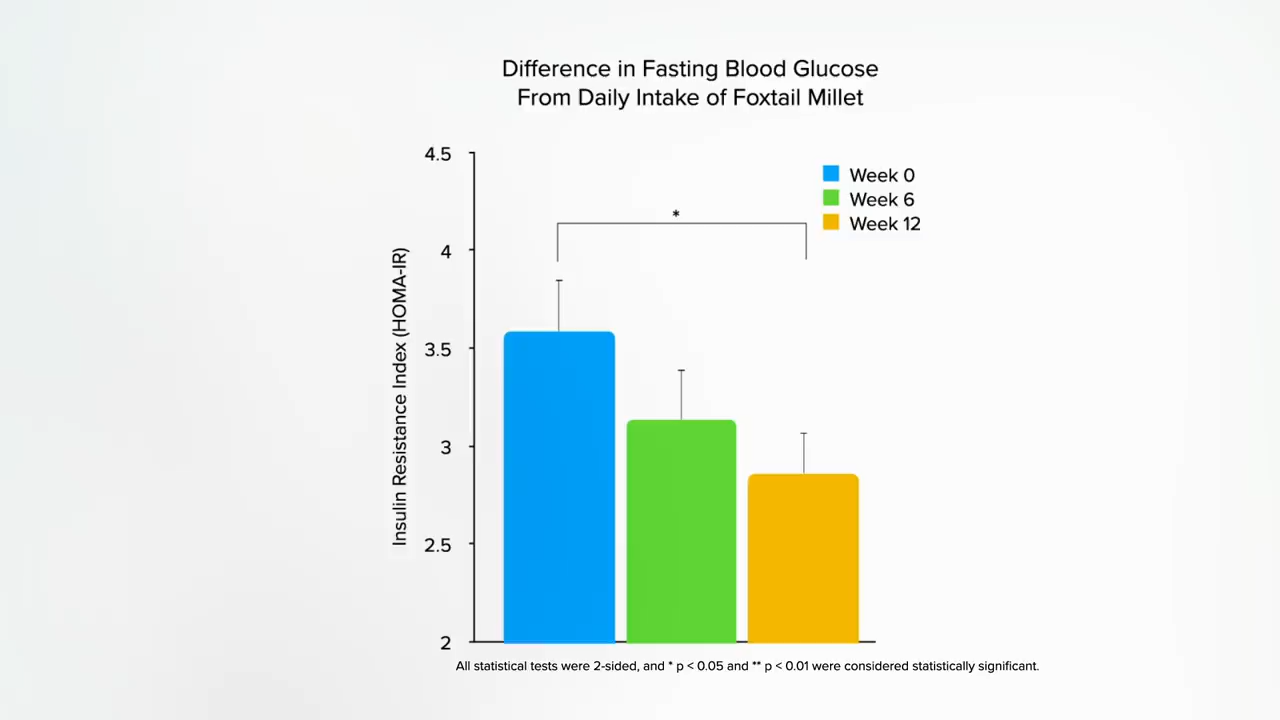 Difference in Fasting Blood Glucose
From Daily Intake of Foxtail Millet
4.5
4
3.5
3
2.5
2
Insulin Resistance Index (HOMA-IR)
Week 0
Week 6
Week 12
*
All statistical tests were 2-sided, and * p < 0.05 and ** p < 0.01 were considered statistically significant.